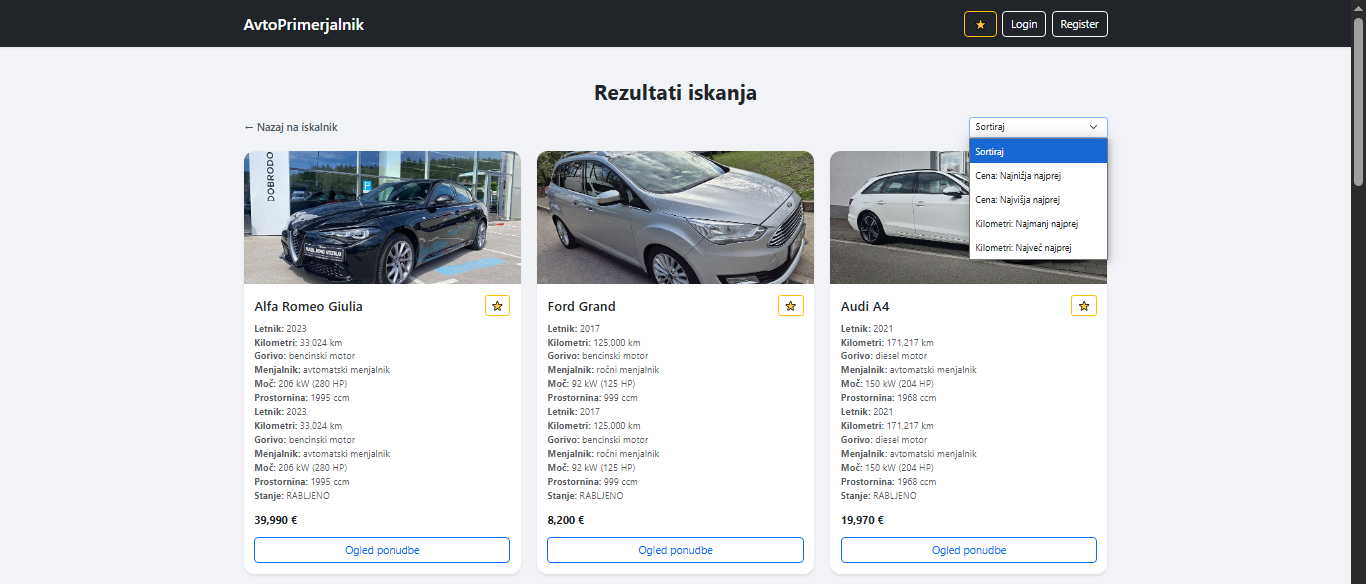 AvtoPrimerjalnik
★
Login
Register
Rezultati iskanja
← Nazaj na iskalnik
Sortiraj
Sortiraj
Cena: Najnižja najprej
Cena: Najvišja najprej
Kilometri: Najmanj najprej
Kilometri: Največ najprej
DOBRODO
P
RABLJENO VOZILO
Alfa Romeo Giulia
Letnik: 2023
Kilometri: 33,024 km
Gorivo: bencinski motor
Menjalnik: avtomatski menjalnik
Moč: 206 kW (280 HP)
Prostornina: 1995 ccm
Letnik: 2023
Kilometri: 33,024 km
Gorivo: bencinski motor
Menjalnik: avtomatski menjalnik
Moč: 206 kW (280 HP)
Prostornina: 1995 ccm
Stanje: RABLJENO
39,990 €
Ogled ponudbe
Ford Grand
Letnik: 2017
Kilometri: 125,000 km
Gorivo: bencinski motor
Menjalnik: ročni menjalnik
Moč: 92 kW (125 HP)
Prostornina: 999 ccm
Letnik: 2017
Kilometri: 125,000 km
Gorivo: bencinski motor
Menjalnik: ročni menjalnik
Moč: 92 kW (125 HP)
Prostornina: 999 ccm
Stanje: RABLJENO
8,200 €
Ogled ponudbe
Audi A4
Letnik: 2021
Kilometri: 171,217 km
Gorivo: diesel motor
Menjalnik: avtomatski menjalnik
Moč: 150 kW (204 HP)
Prostornina: 1968 ccm
Letnik: 2021
Kilometri: 171,217 km
Gorivo: diesel motor
Menjalnik: avtomatski menjalnik
Moč: 150 kW (204 HP)
Prostornina: 1968 ccm
Stanje: RABLJENO
19,970 €
Ogled ponudbe